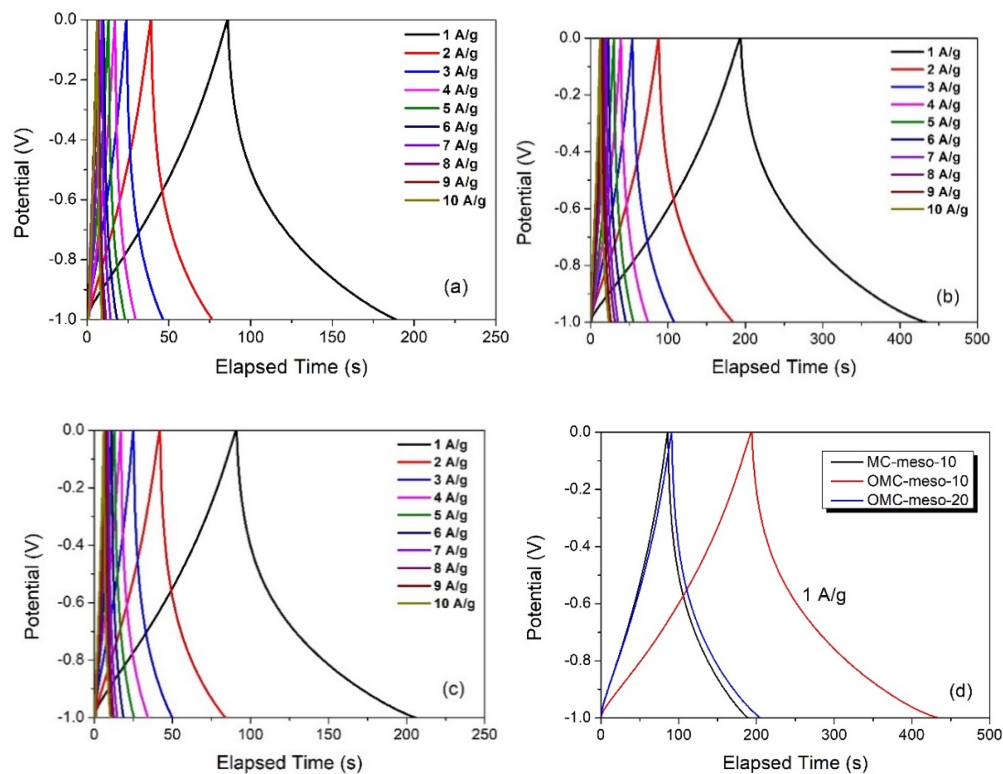 0.0
-0.2
-0.4
-0.6
-0.8
-1.0
Potential (V)
0 50 100 150 200 250
Elapsed Time (s)
1 A/g
2 A/g
3 A/g
4 A/g
5 A/g
6 A/g
7 A/g
8 A/g
9 A/g
10 A/g
(a)
0.0
-0.2
-0.4
-0.6
-0.8
-1.0
Potential (V)
0 100 200 300 400 500
Elapsed Time (s)
1 A/g
2 A/g
3 A/g
4 A/g
5 A/g
6 A/g
7 A/g
8 A/g
9 A/g
10 A/g
(b)
0.0
-0.2
-0.4
-0.6
-0.8
-1.0
Potential (V)
0 50 100 150 200 250
Elapsed Time (s)
1 A/g
2 A/g
3 A/g
4 A/g
5 A/g
6 A/g
7 A/g
8 A/g
9 A/g
10 A/g
(c)
0.0
-0.2
-0.4
-0.6
-0.8
-1.0
Potential (V)
0 100 200 300 400 500
Elapsed Time (s)
MC-meso-10
OMC-meso-10
OMC-meso-20
1 A/g
(d)